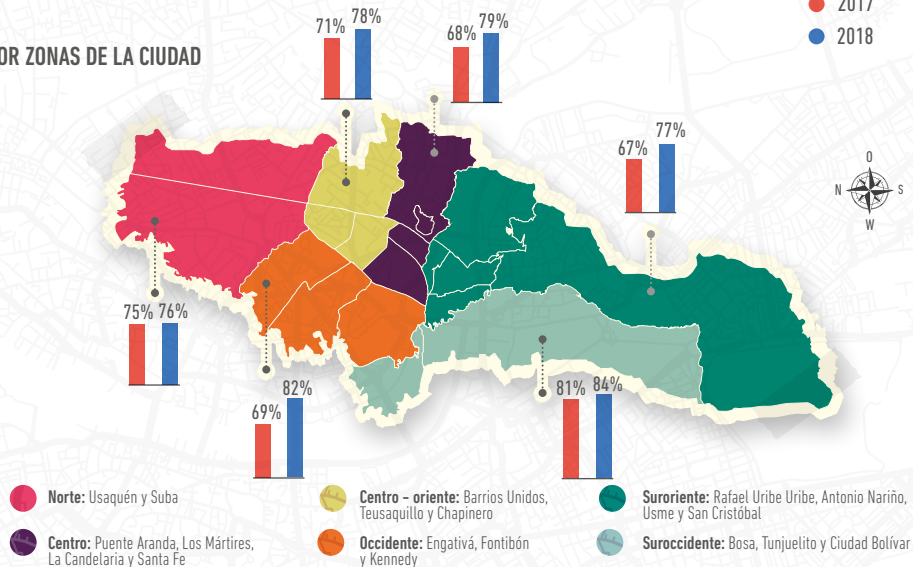 2017
2018
OR ZONAS DE LA CIUDAD
71% 78%
68% 79%
67% 77%
O
N S
W
75% 76%
69% 82%
81% 84%
Norte: Usaquén y Suba
Centro: Puente Aranda, Los Mártires,
La Candelaria y Santa Fe
Centro – oriente: Barrios Unidos,
Teusaquillo y Chapinero
Occidente: Engativá, Fontibón
y Kennedy
Suroriente: Rafael Uribe Uribe, Antonio Nariño,
Usme y San Cristóbal
Suroccidente: Bosa, Tunjuelito y Ciudad Bolívar